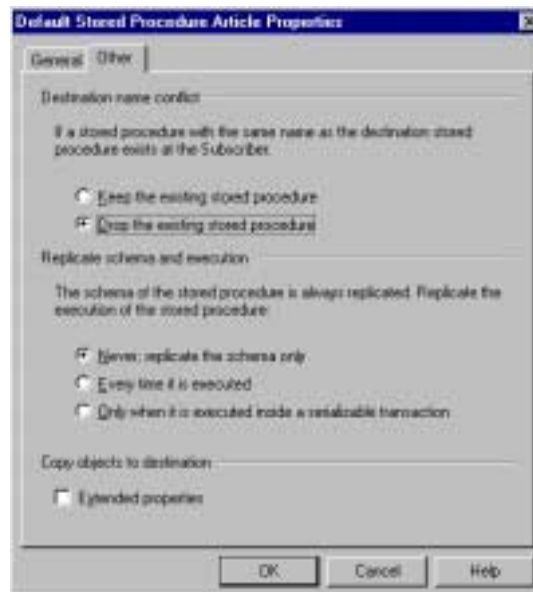 Default Stored Procedure Article Properties
General Other
Destination name conflict
If a stored procedure with the same name as the destination stored
procedure exists at the Subscriber:
Keep the existing stored procedure
Drop the existing stored procedure
Replicate schema and execution
The schema of the stored procedure is always replicated. Replicate the
execution of the stored procedure:
Never; replicate the schema only
Every time it is executed
Only when it is executed inside a serializable transaction
Copy objects to destination
Extended properties
OK Cancel Help